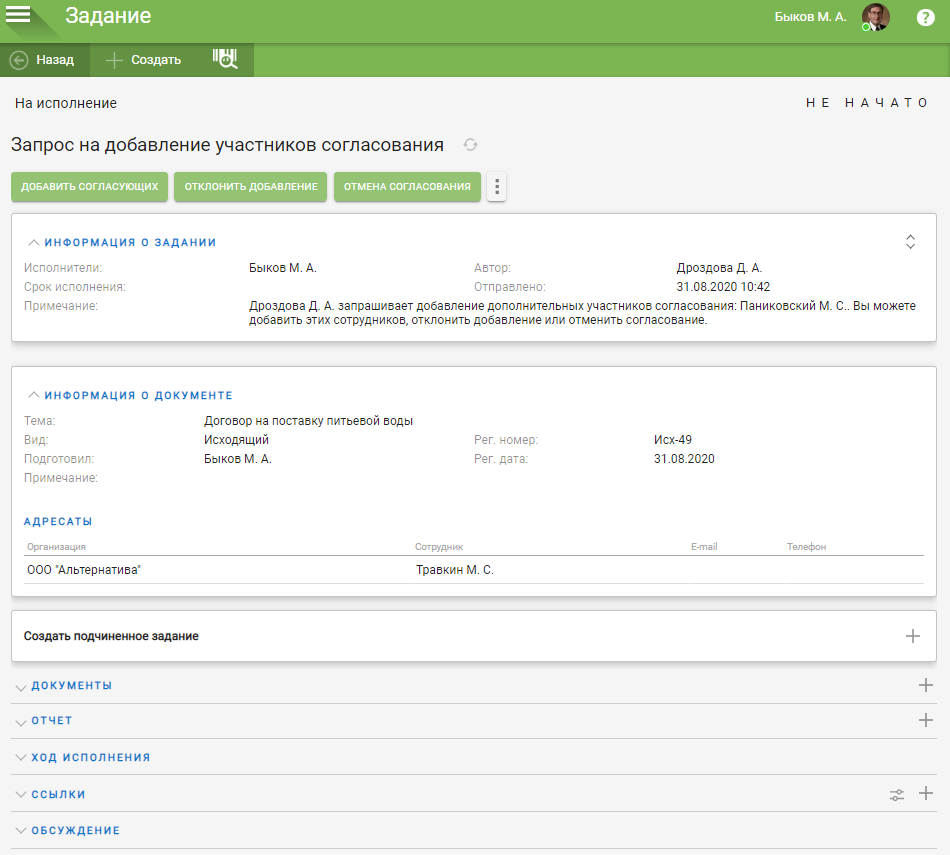 Задание
Быков М. А.
?
Назад
Создать
На исполнение
НЕ НАЧАТО
Запрос на добавление участников согласования
ДОБАВИТЬ СОГЛАСУЮЩИХ
ОТКЛОНИТЬ ДОБАВЛЕНИЕ
ОТМЕНА СОГЛАСОВАНИЯ
ИНФОРМАЦИЯ О ЗАДАНИИ
Исполнители: Быков М. А. Автор: Дроздова Д. А.
Срок исполнения: Отправлено: 31.08.2020 10:42
Примечание: Дроздова Д. А. запрашивает добавление дополнительных участников согласования: Паниковский М. С.. Вы можете
добавить этих сотрудников, отклонить добавление или отменить согласование.
ИНФОРМАЦИЯ О ДОКУМЕНТЕ
Тема: Договор на поставку питьевой воды
Вид: Исходящий Рег. номер: Исх-49
Подготовил: Быков М. А. Рег. дата: 31.08.2020
Примечание:
АДРЕСАТЫ
Организация Сотрудник E-mail Телефон
ООО "Альтернатива" Травкин М. С.
Создать подчиненное задание
ДОКУМЕНТЫ
ОТЧЕТ
ХОД ИСПОЛНЕНИЯ
ССЫЛКИ
ОБСУЖДЕНИЕ